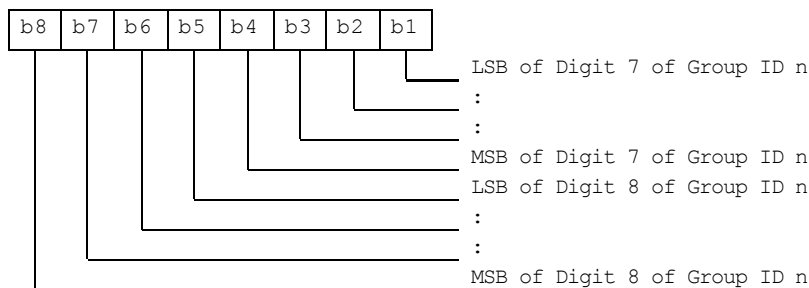 b8 b7 b6 b5 b4 b3 b2 b1
LSB of Digit 7 of Group ID n
:
:
MSB of Digit 7 of Group ID n
LSB of Digit 8 of Group ID n
:
:
MSB of Digit 8 of Group ID n